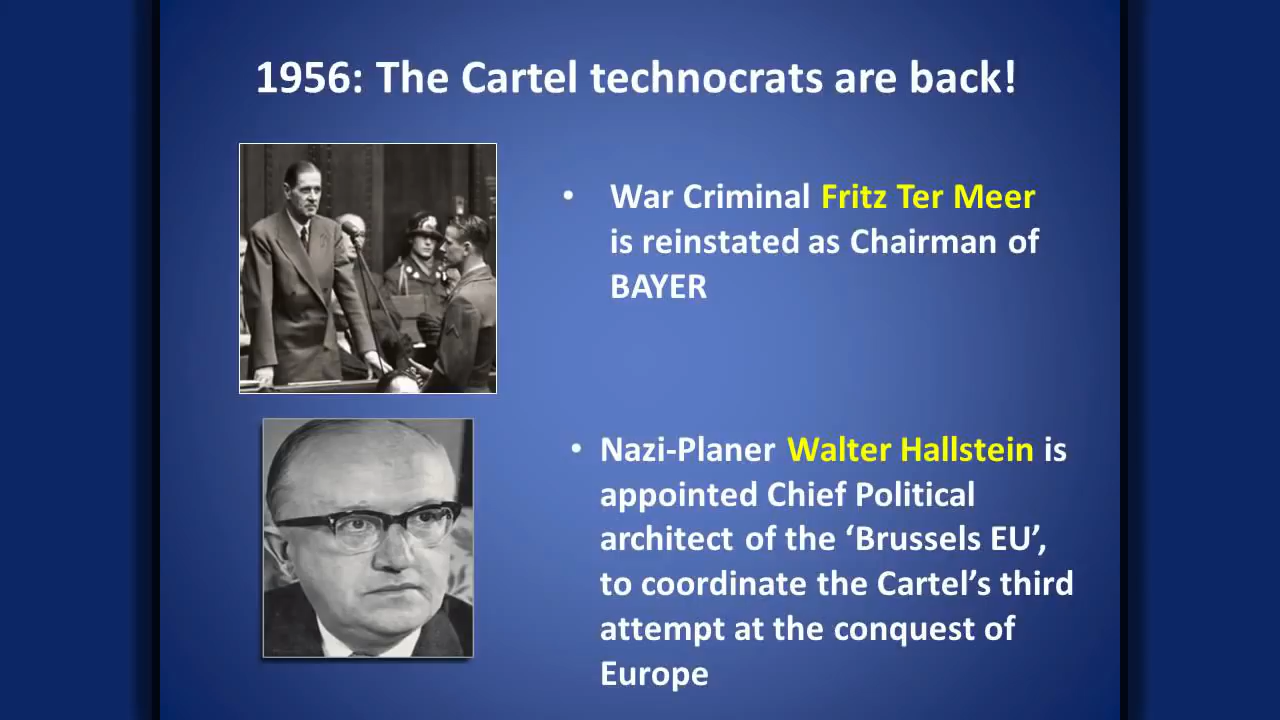 1956: The Cartel technocrats are back!
• War Criminal Fritz Ter Meer
is reinstated as Chairman of
BAYER
• Nazi-Planer Walter Hallstein is
appointed Chief Political
architect of the ‘Brussels EU’,
to coordinate the Cartel’s third
attempt at the conquest of
Europe